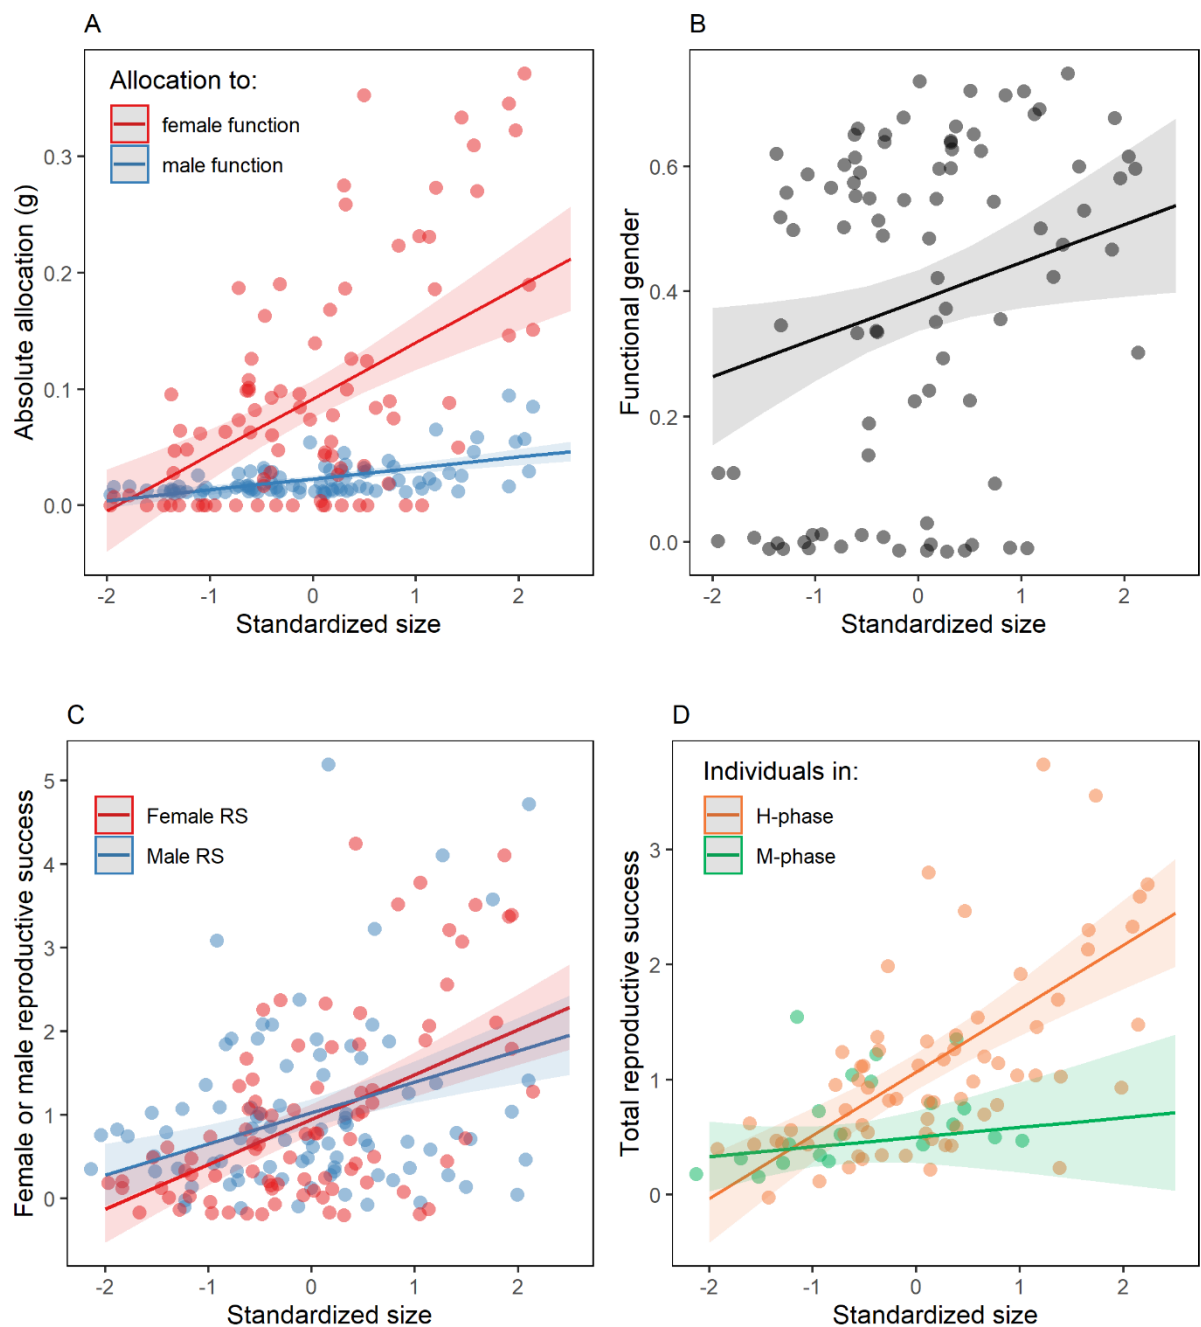 A
Allocation to:
female function
male function
Absolute allocation (g)
0.3
0.2
0.1
0.0
-2 -1 0 1 2
Standardized size
B
Functional gender
0.6
0.4
0.2
0.0
-2 -1 0 1 2
Standardized size
C
Female RS
Male RS
Female or male reproductive success
5
4
3
2
1
0
-2 -1 0 1 2
Standardized size
D
Individuals in:
H-phase
M-phase
Total reproductive success
3
2
1
0
-2 -1 0 1 2
Standardized size